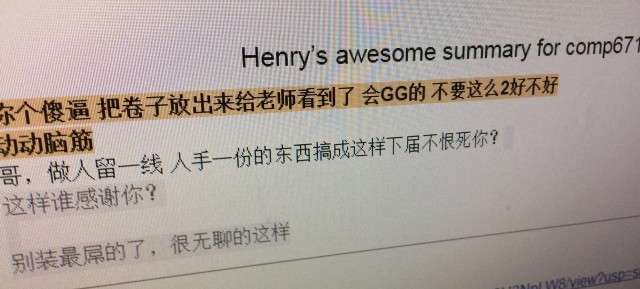 Henry's awesome summary for comp671
你个傻逼 把卷子放出来给老师看到了 会GG的 不要这么2好不好
动动脑筋
哥，做人留一线 人手一份的东西搞成这样下届不恨死你？
这样谁感谢你？
别装最屌的了，很无聊的这样
W8/view?usp=s